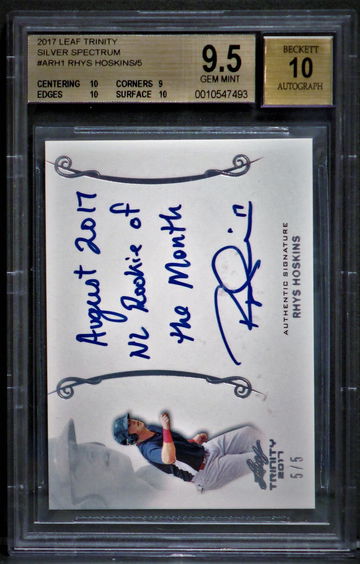 2017 LEAF TRINITY
SILVER SPECTRUM
#ARH1 RHYS HOSKINS/5
CENTERING 10 CORNERS 9
EDGES 10 SURFACE 10
9.5
GEM MINT
0010547493
BECKETT
10
AUTOGRAPH
August 2017
NL Rookie of
the Month
AUTHENTIC SIGNATURE
RHYS HOSKINS
Leaf
TRINITY
2017
5/5